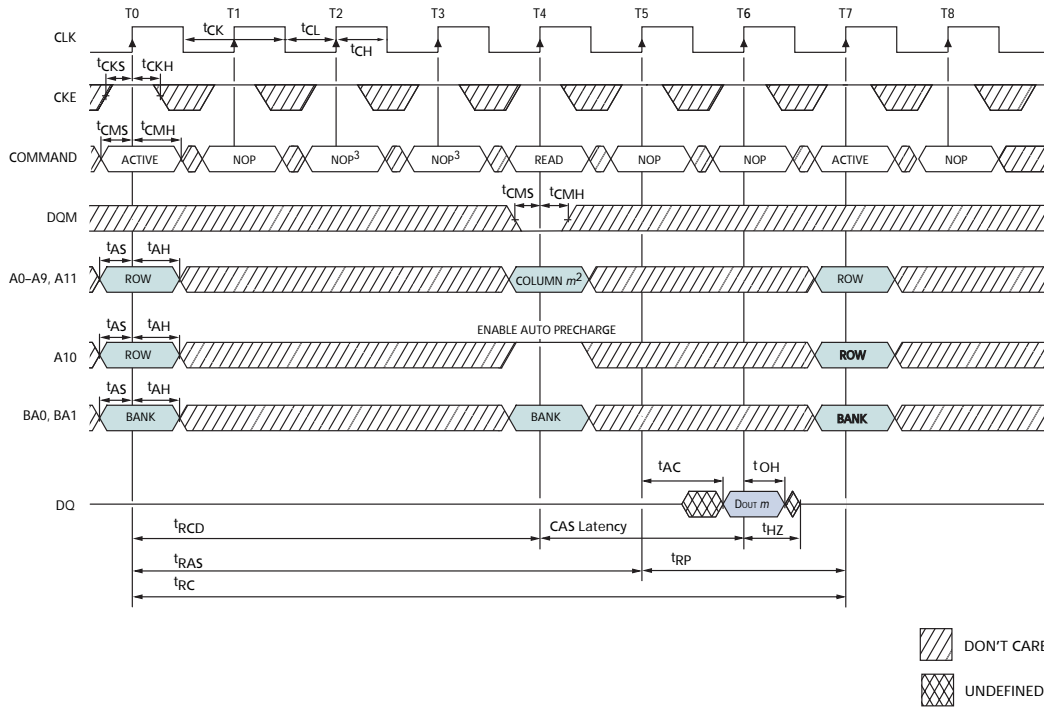 T0 T1 T2 T3 T4 T5 T6 T7 T8
CLK
tCK tCL tCH
tCKS tCKH
CKE
tCMS tCMH
COMMAND ACTIVE NOP NOP³ NOP³ READ NOP NOP ACTIVE NOP
tCMS tCMH
DQM
tAS tAH
A0–A9, A11 ROW COLUMN m² ROW
tAS tAH ENABLE AUTO PRECHARGE
A10 ROW ROW
tAS tAH
BA0, BA1 BANK BANK BANK
tAC tOH
DQ DOUT m
tRCD CAS Latency tHZ
tRAS tRP
tRC
DON'T CARE
UNDEFINED